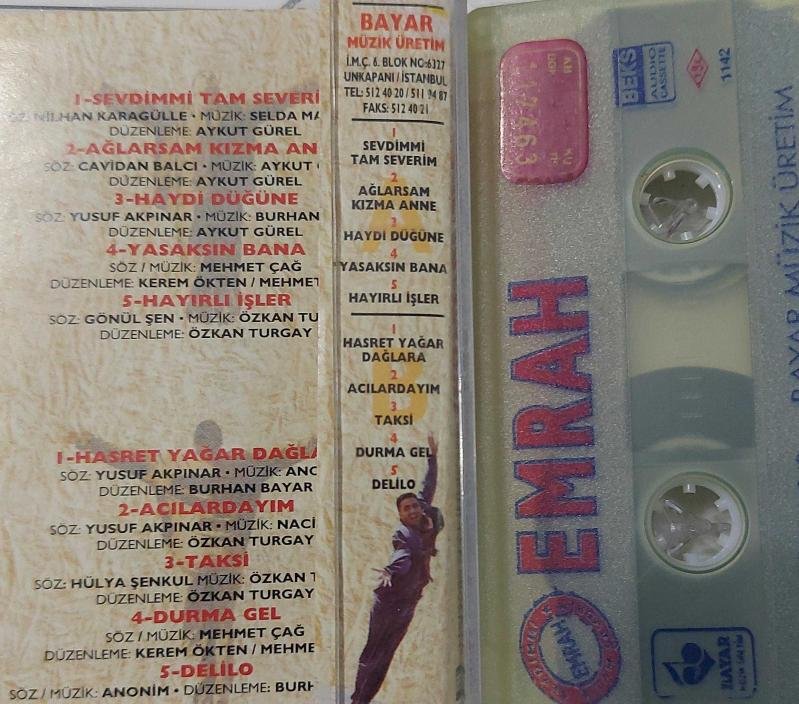 1-SEVDİMMİ TAM SEVERİ
NİLHAN KARAGÜLLE • MÜZİK: SELDA MA
DÜZENLEME: AYKUT GÜREL
2-AĞLARSAM KIZMA AN
SÖZ: CAVİDAN BALCI • MÜZİK: AYKUT
DÜZENLEME: AYKUT GÜREL
3-HAYDİ DÜĞÜNE
SÖZ: YUSUF AKPINAR • MÜZİK: BURHAN
DÜZENLEME: AYKUT GÜREL
4-YASAKSIN BANA
SÖZ / MÜZİK: MEHMET ÇAĞ
DÜZENLEME: KEREM ÖKTEN / MEHMET
5-HAYIRLI İŞLER
SÖZ: GÖNÜL ŞEN • MÜZİK: ÖZKAN TU
DÜZENLEME: ÖZKAN TURGAY
1-HASRET YAĞAR DAĞLA
SÖZ: YUSUF AKPINAR • MÜZİK: ANO
DÜZENLEME: BURHAN BAYAR
2-ACILARDAYIM
SÖZ: YUSUF AKPINAR • MÜZİK: NACİ
DÜZENLEME: ÖZKAN TURGAY
3-TAKSİ
SÖZ: HÜLYA ŞENKUL MÜZİK: ÖZKAN T
DÜZENLEME: ÖZKAN TURGAY
4-DURMA GEL
SÖZ / MÜZİK: MEHMET ÇAĞ
DÜZENLEME: KEREM ÖKTEN / MEHME
5-DELİLO
SÖZ / MÜZİK: ANONİM • DÜZENLEME: BURH
BAYAR
MÜZİK ÜRETİM
İ.M.Ç. 6. BLOK NO:6327
UNKAPANI / İSTANBUL
TEL: 512 40 20 / 511 94 87
FAKS: 512 40 21
A
1
SEVDİMMİ
TAM SEVERİM
2
AĞLARSAM
KIZMA ANNE
3
HAYDİ DÜĞÜNE
4
YASAKSIN BANA
5
HAYIRLI İŞLER
B
1
HASRET YAĞAR
DAĞLARA
2
ACILARDAYIM
3
TAKSİ
4
DURMA GEL
5
DELİLO
EMRAH
EMRAH
BEKS
AUDIO
CASSETTE
1142
BAYAR MÜZİK ÜRETİM